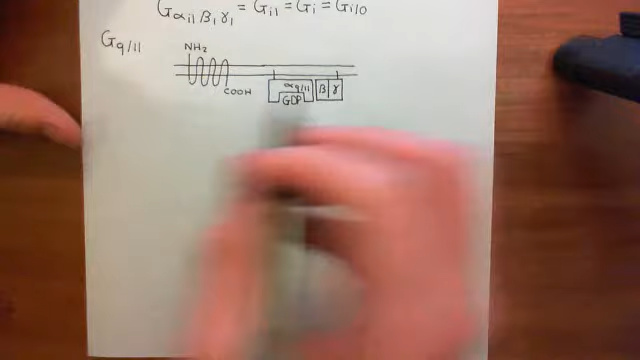 Gαi1β₁γ₁ = Gi1 = Gi = Gi/o
Gq/11
NH₂
COOH
αq/11 β γ
GDP